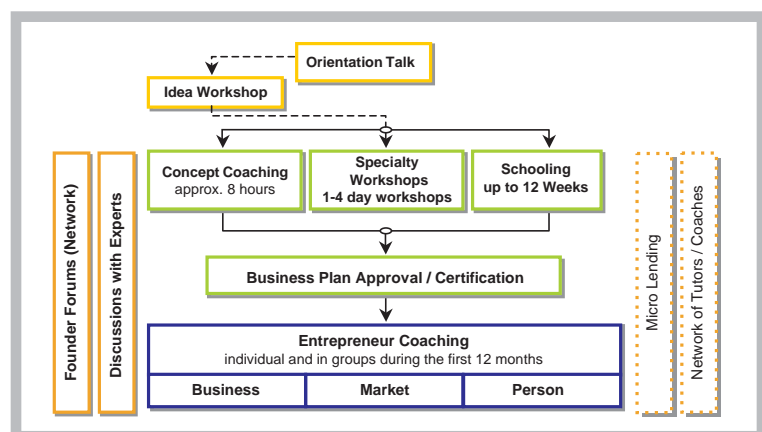 Orientation Talk
Idea Workshop
Concept Coaching
approx. 8 hours
Specialty
Workshops
1-4 day workshops
Schooling
up to 12 Weeks
Founder Forums (Network)
Discussions with Experts
Business Plan Approval / Certification
Micro Lending
Network of Tutors / Coaches
Entrepreneur Coaching
individual and in groups during the first 12 months
Business
Market
Person